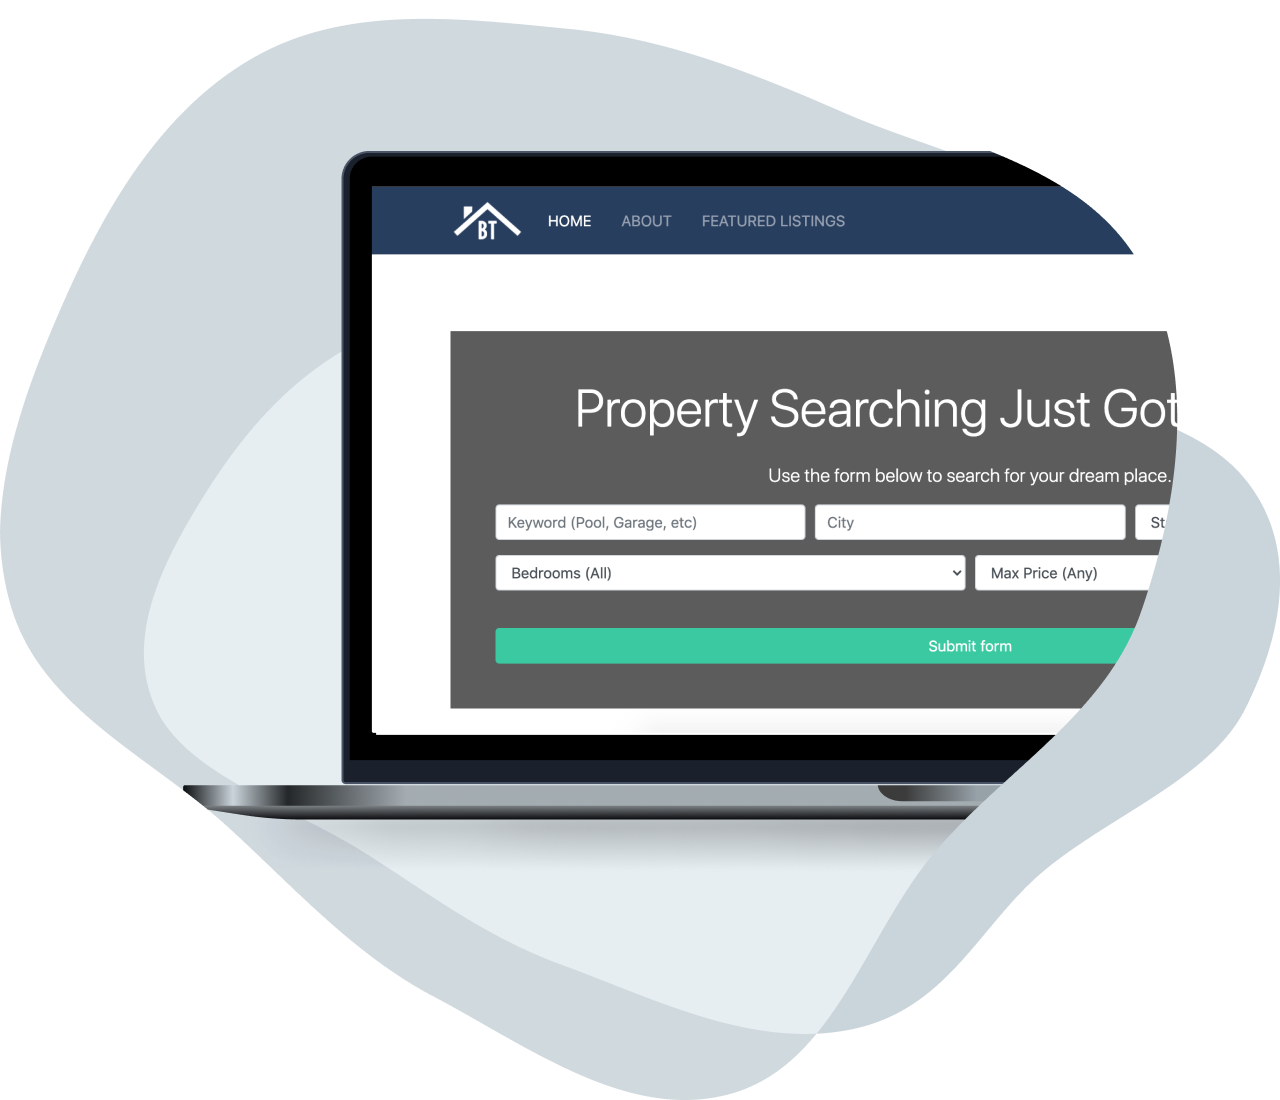 BT
HOME ABOUT FEATURED LISTINGS
Property Searching Just Got
Use the form below to search for your dream place.
Keyword (Pool, Garage, etc) City St
Bedrooms (All) Max Price (Any)
Submit form